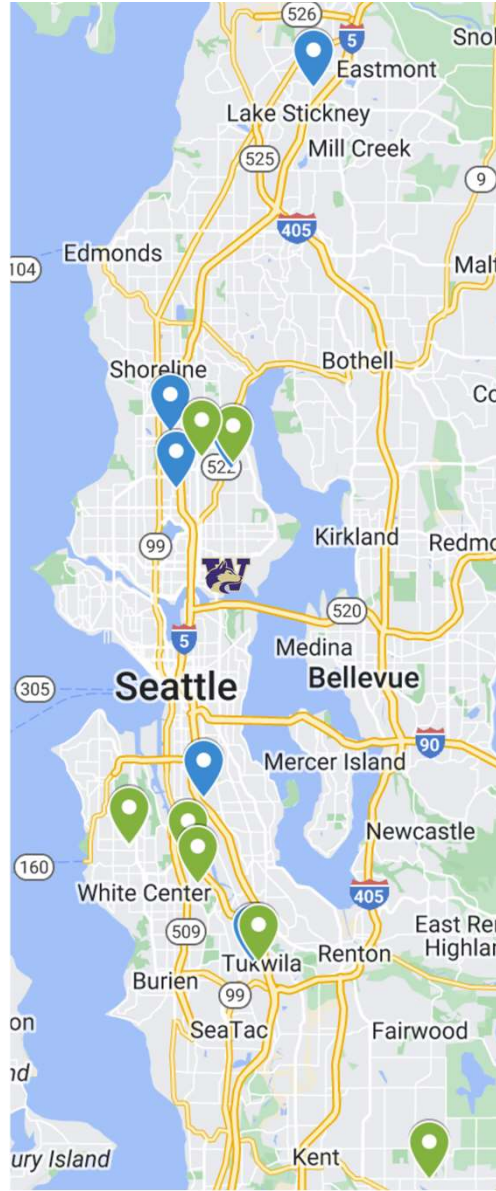 526
5
Sno
Eastmont
Lake Stickney
Mill Creek
525
9
405
Edmonds
104
Malt
Shoreline
Bothell
Co
522
99
Kirkland
Redmo
W
520
5
Medina
Seattle
Bellevue
305
90
Mercer Island
Newcastle
160
White Center
405
509
East Ren
Highlan
Tukwila
Renton
Burien
99
on
SeaTac
Fairwood
nd
Kent
ury Island